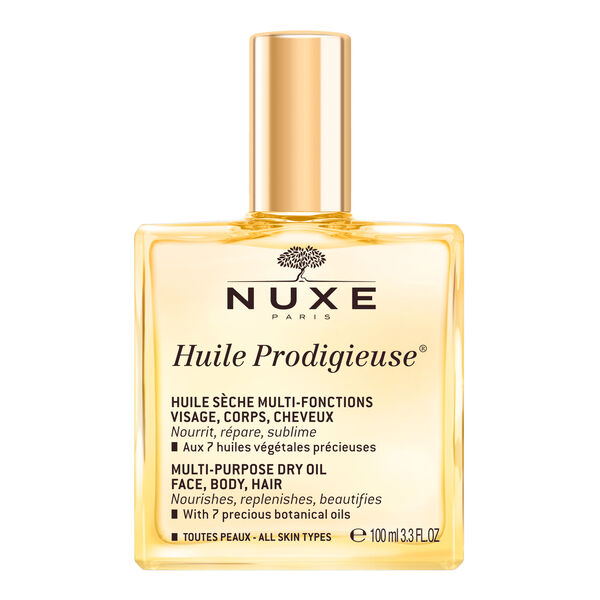 NUXE
PARIS
Huile Prodigieuse®
HUILE SÈCHE MULTI-FONCTIONS
VISAGE, CORPS, CHEVEUX
Nourrit, répare, sublime
■ Aux 7 huiles végétales précieuses
MULTI-PURPOSE DRY OIL
FACE, BODY, HAIR
Nourishes, replenishes, beautifies
■ With 7 precious botanical oils
■ TOUTES PEAUX - ALL SKIN TYPES ℮ 100 ml 3.3 FL.OZ